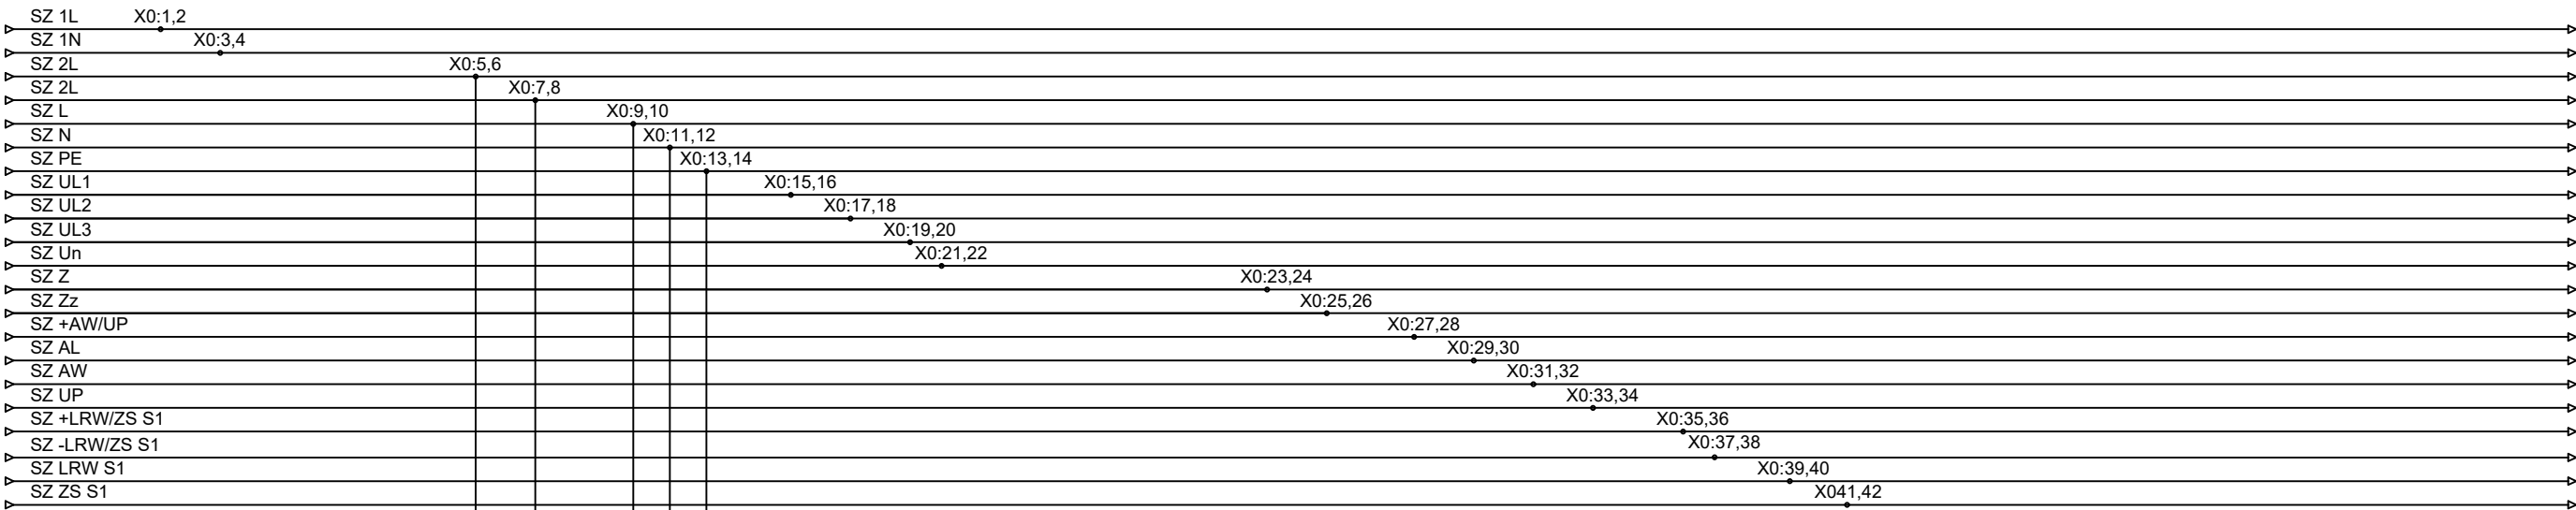 SZ 1L X0:1,2
SZ 1N X0:3,4
SZ 2L X0:5,6
SZ 2L X0:7,8
SZ L X0:9,10
SZ N X0:11,12
SZ PE X0:13,14
SZ UL1 X0:15,16
SZ UL2 X0:17,18
SZ UL3 X0:19,20
SZ Un X0:21,22
SZ Z X0:23,24
SZ Zz X0:25,26
SZ +AW/UP X0:27,28
SZ AL X0:29,30
SZ AW X0:31,32
SZ UP X0:33,34
SZ +LRW/ZS S1 X0:35,36
SZ -LRW/ZS S1 X0:37,38
SZ LRW S1 X0:39,40
SZ ZS S1 X041,42